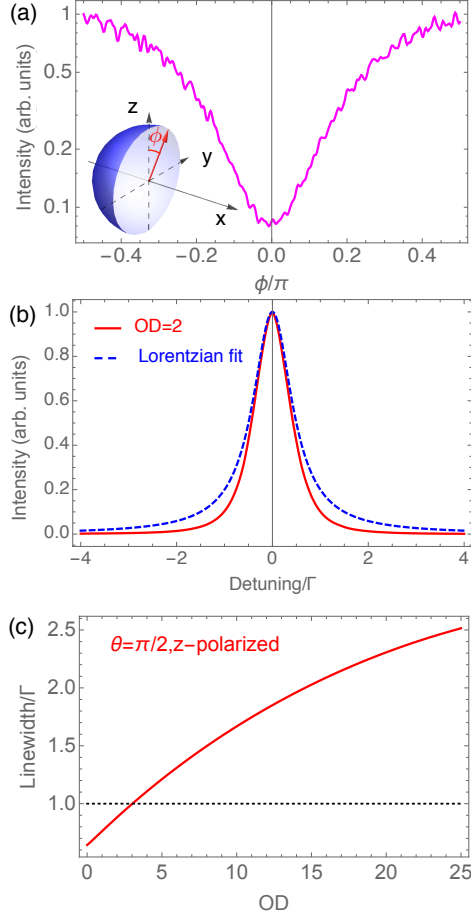 (a)
Intensity (arb. units)
1
0.5
0.2
0.1
z
ϕ
y
x
−0.4 −0.2 0.0 0.2 0.4
ϕ/π
(b)
Intensity (arb. units)
1.0
0.8
0.6
0.4
0.2
0.0
OD=2
Lorentzian fit
−4 −2 0 2 4
Detuning/Γ
(c)
Linewidth/Γ
2.5
2.0
1.5
1.0
θ=π/2,z−polarized
0 5 10 15 20 25
OD